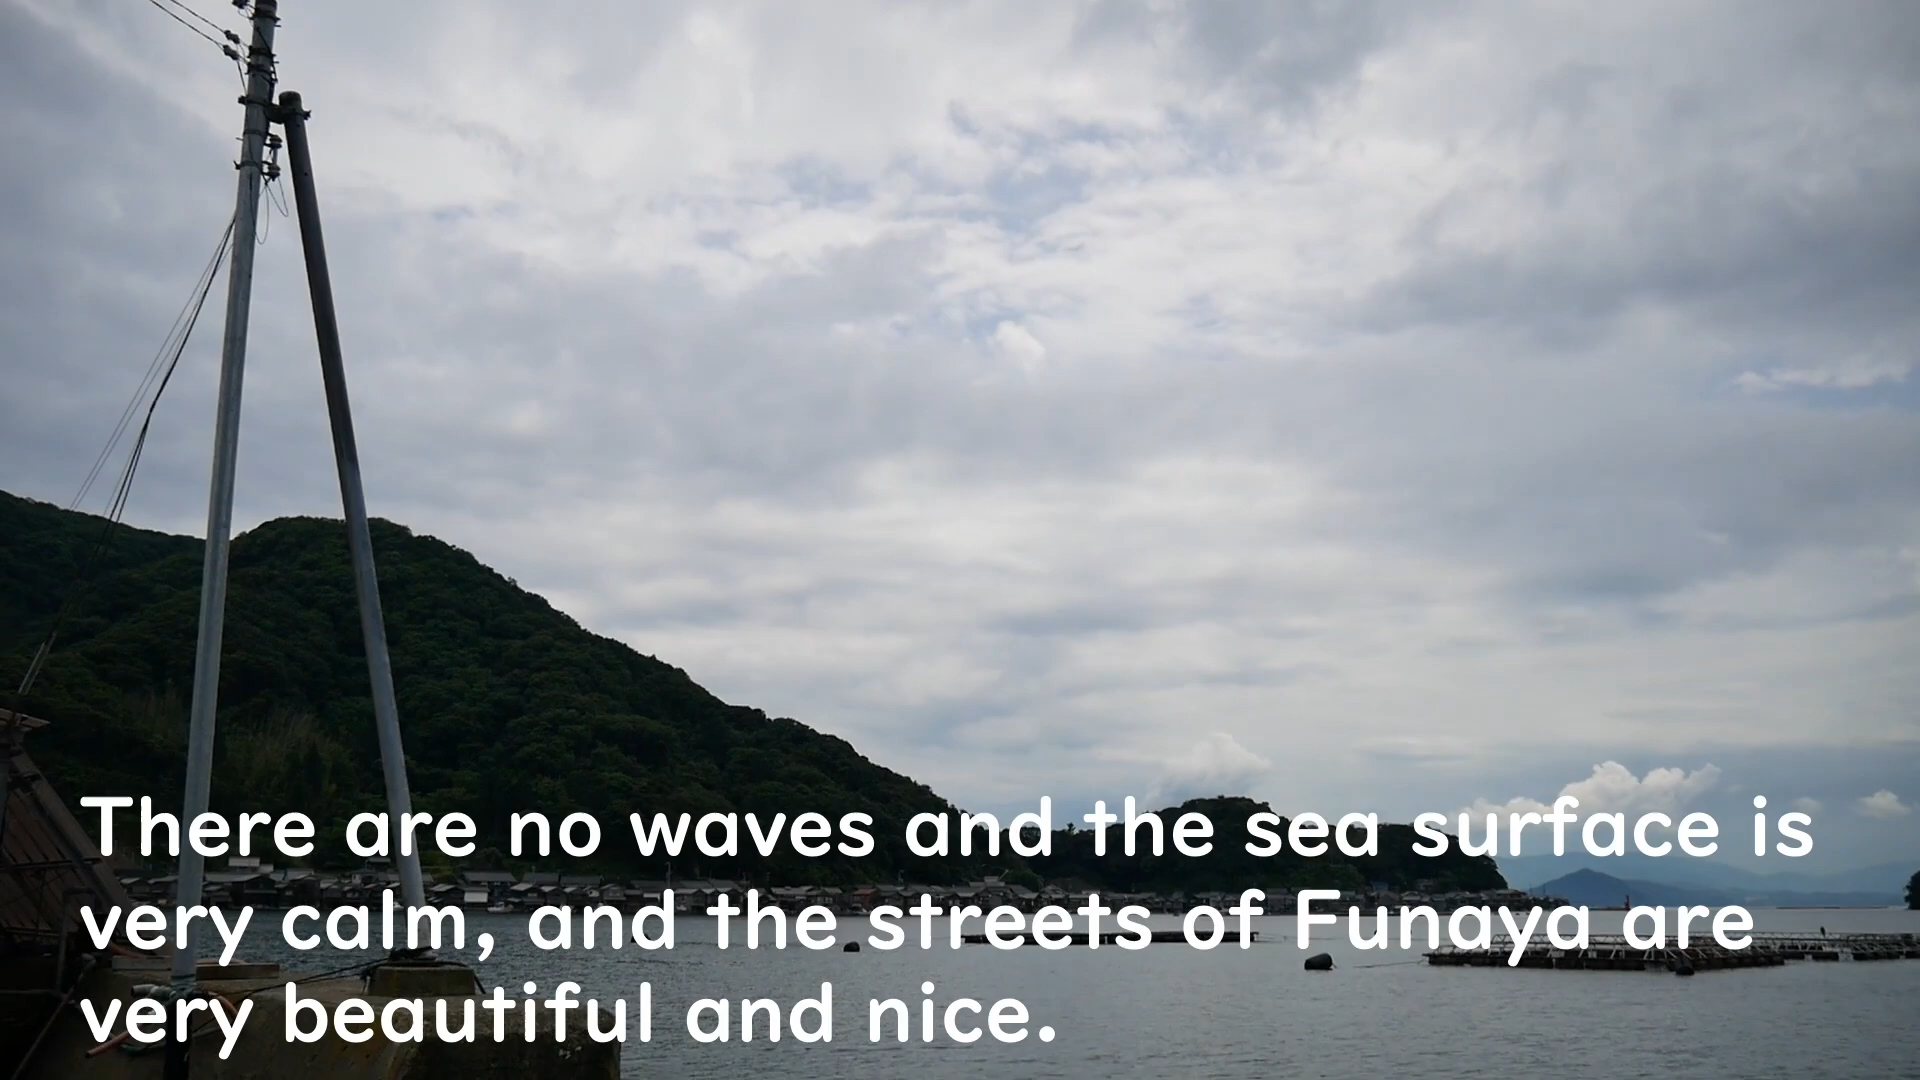 There are no waves and the sea surface is
very calm, and the streets of Funaya are
very beautiful and nice.